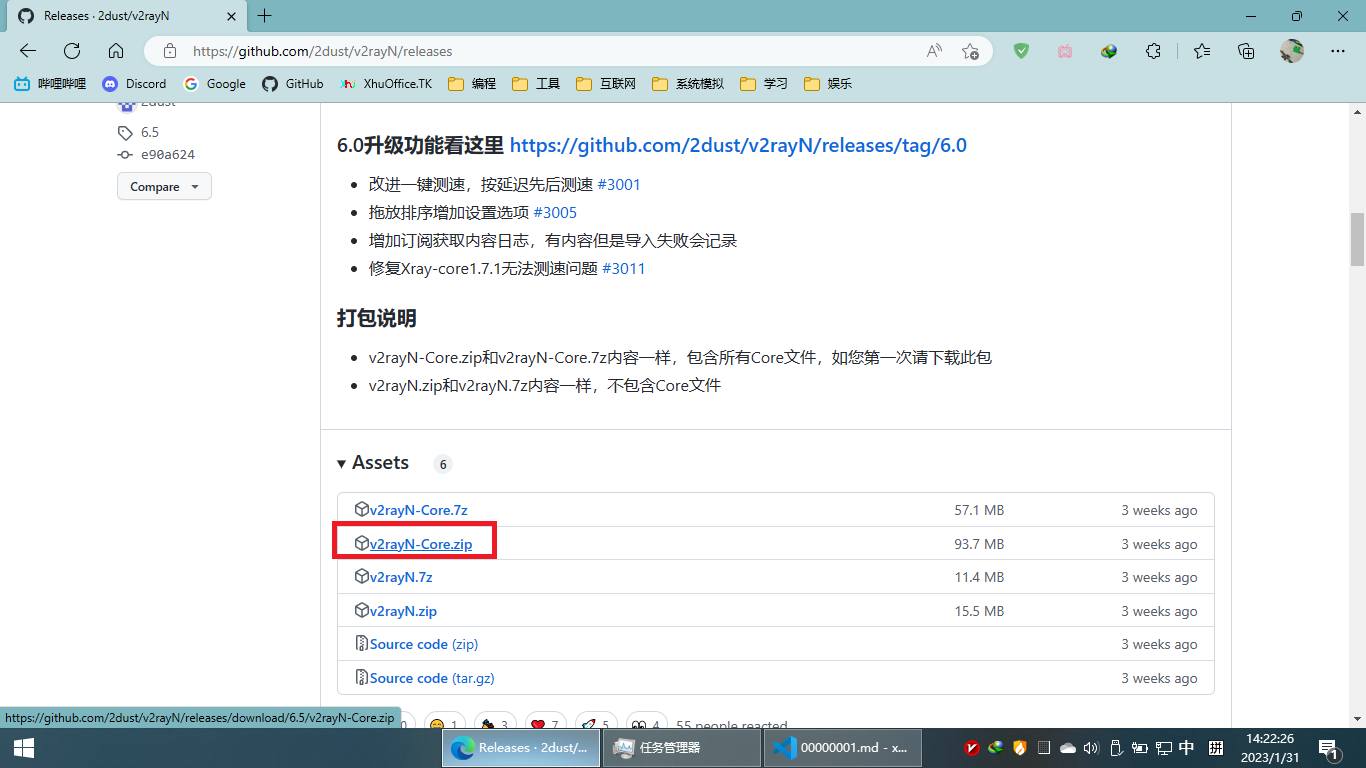 Releases · 2dust/v2rayN
https://github.com/2dust/v2rayN/releases
哔哩哔哩 Discord Google GitHub XhuOffice.TK 编程 工具 互联网 系统模拟 学习 娱乐
2dust
6.5
e90a624
Compare
6.0升级功能看这里 https://github.com/2dust/v2rayN/releases/tag/6.0
改进一键测速，按延迟先后测速 #3001
拖放排序增加设置选项 #3005
增加订阅获取内容日志，有内容但是导入失败会记录
修复Xray-core1.7.1无法测速问题 #3011
打包说明
v2rayN-Core.zip和v2rayN-Core.7z内容一样，包含所有Core文件，如您第一次请下载此包
v2rayN.zip和v2rayN.7z内容一样，不包含Core文件
Assets 6
v2rayN-Core.7z 57.1 MB 3 weeks ago
v2rayN-Core.zip 93.7 MB 3 weeks ago
v2rayN.7z 11.4 MB 3 weeks ago
v2rayN.zip 15.5 MB 3 weeks ago
Source code (zip) 3 weeks ago
Source code (tar.gz) 3 weeks ago
https://github.com/2dust/v2rayN/releases/download/6.5/v2rayN-Core.zip 0 1 3 7 5 4 55 people reacted
Releases · 2dust/... 任务管理器 00000001.md - x... 中 拼 14:22:26
2023/1/31 1